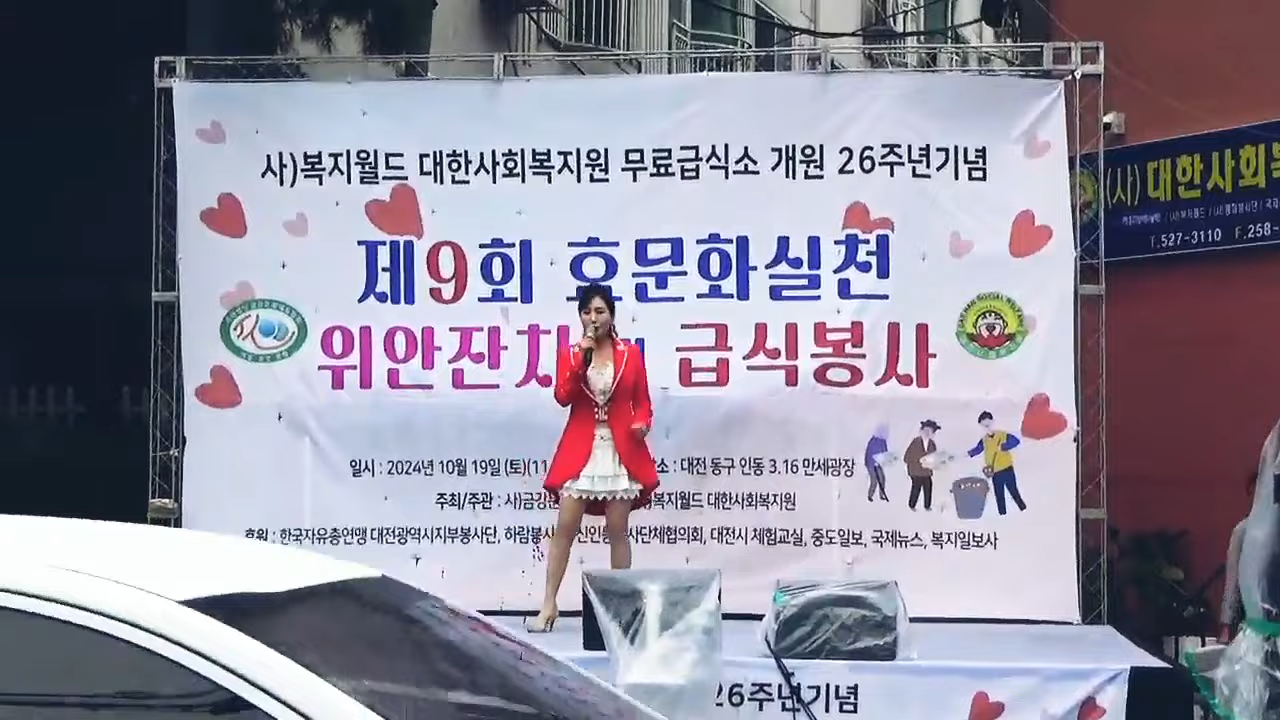 사)복지월드 대한사회복지원 무료급식소 개원 26주년기념
제9회 효문화실천
위안잔치 급식봉사
일시 : 2024년 10월 19일 (토)(11 소 : 대전 동구 인동 3.16 만세광장
주최/주관 : 사)금강 복지월드 대한사회복지원
후원 : 한국자유총연맹 대전광역시지부봉사단, 하람봉사 신인동 사단체협의회, 대전시 체험교실, 중도일보, 국제뉴스, 복지일보사
(사)대한사회복
T.527-3110 F.258-
26주년기념